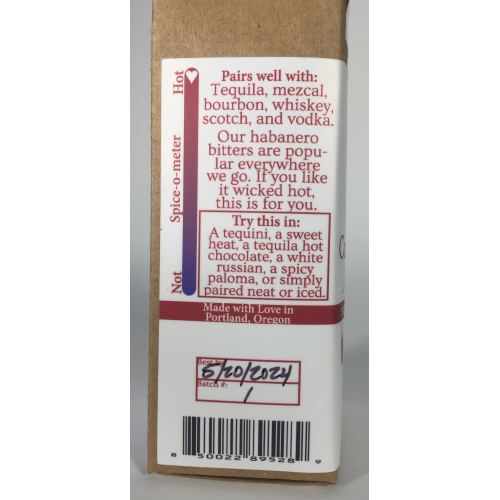 Hot
Spice-o-meter
Not
Pairs well with:
Tequila, mezcal,
bourbon, whiskey,
scotch, and vodka.
Our habanero
bitters are popu-
lar everywhere
we go. If you like
it wicked hot,
this is for you.
Try this in:
A tequini, a sweet
heat, a tequila hot
chocolate, a white
russian, a spicy
paloma, or simply
paired neat or iced.
Made with Love in
Portland, Oregon
Best by:
5/20/2024
Batch #:
1
8 50022 89528 9